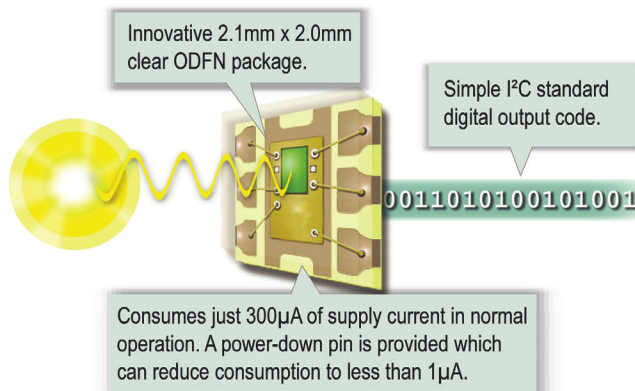 Innovative 2.1mm x 2.0mm
clear ODFN package.
Simple I²C standard
digital output code.
0011010100101001
Consumes just 300µA of supply current in normal
operation. A power-down pin is provided which
can reduce consumption to less than 1µA.